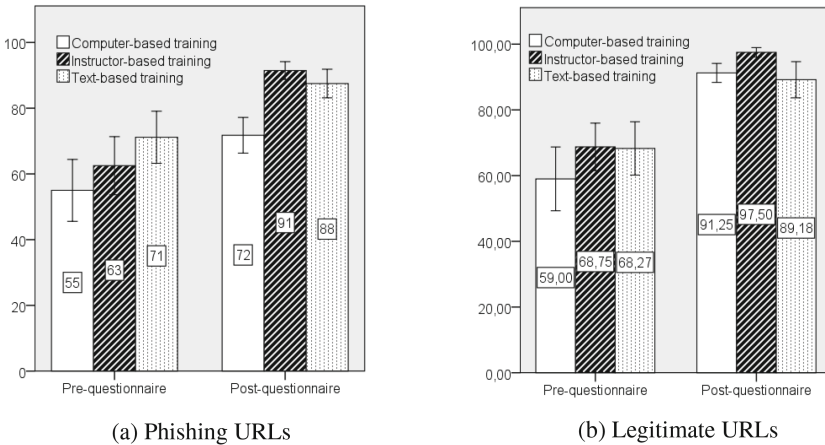 100
80
60
40
20
0
Computer-based training
Instructor-based training
Text-based training
55
63
71
72
91
88
Pre-questionnaire
Post-questionnaire
(a) Phishing URLs
100,00
80,00
60,00
40,00
20,00
0,00
Computer-based training
Instructor-based training
Text-based training
59,00
68,75
68,27
91,25
97,50
89,18
Pre-questionnaire
Post-questionnaire
(b) Legitimate URLs